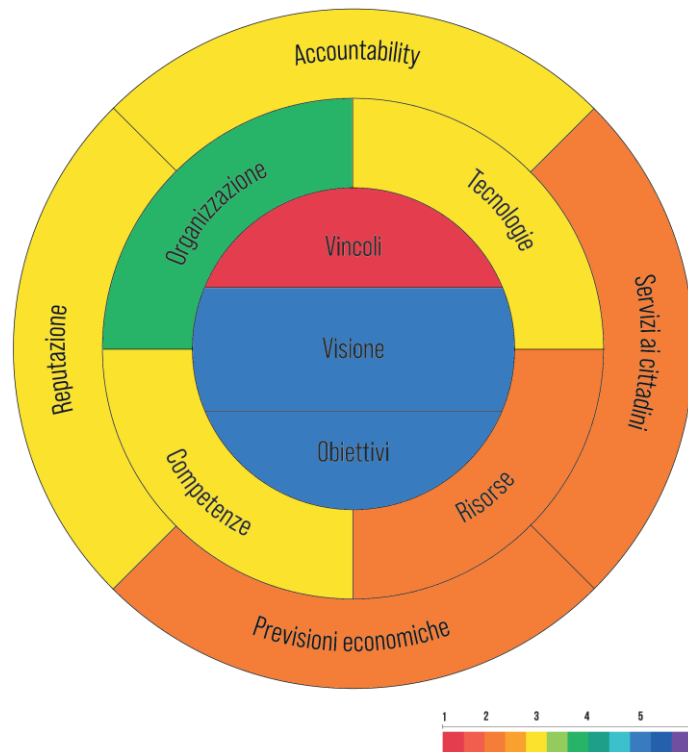 Accountability
Organizzazione
Tecnologie
Vincoli
Reputazione
Visione
Servizi ai cittadini
Obiettivi
Competenze
Risorse
Previsioni economiche
1 2 3 4 5